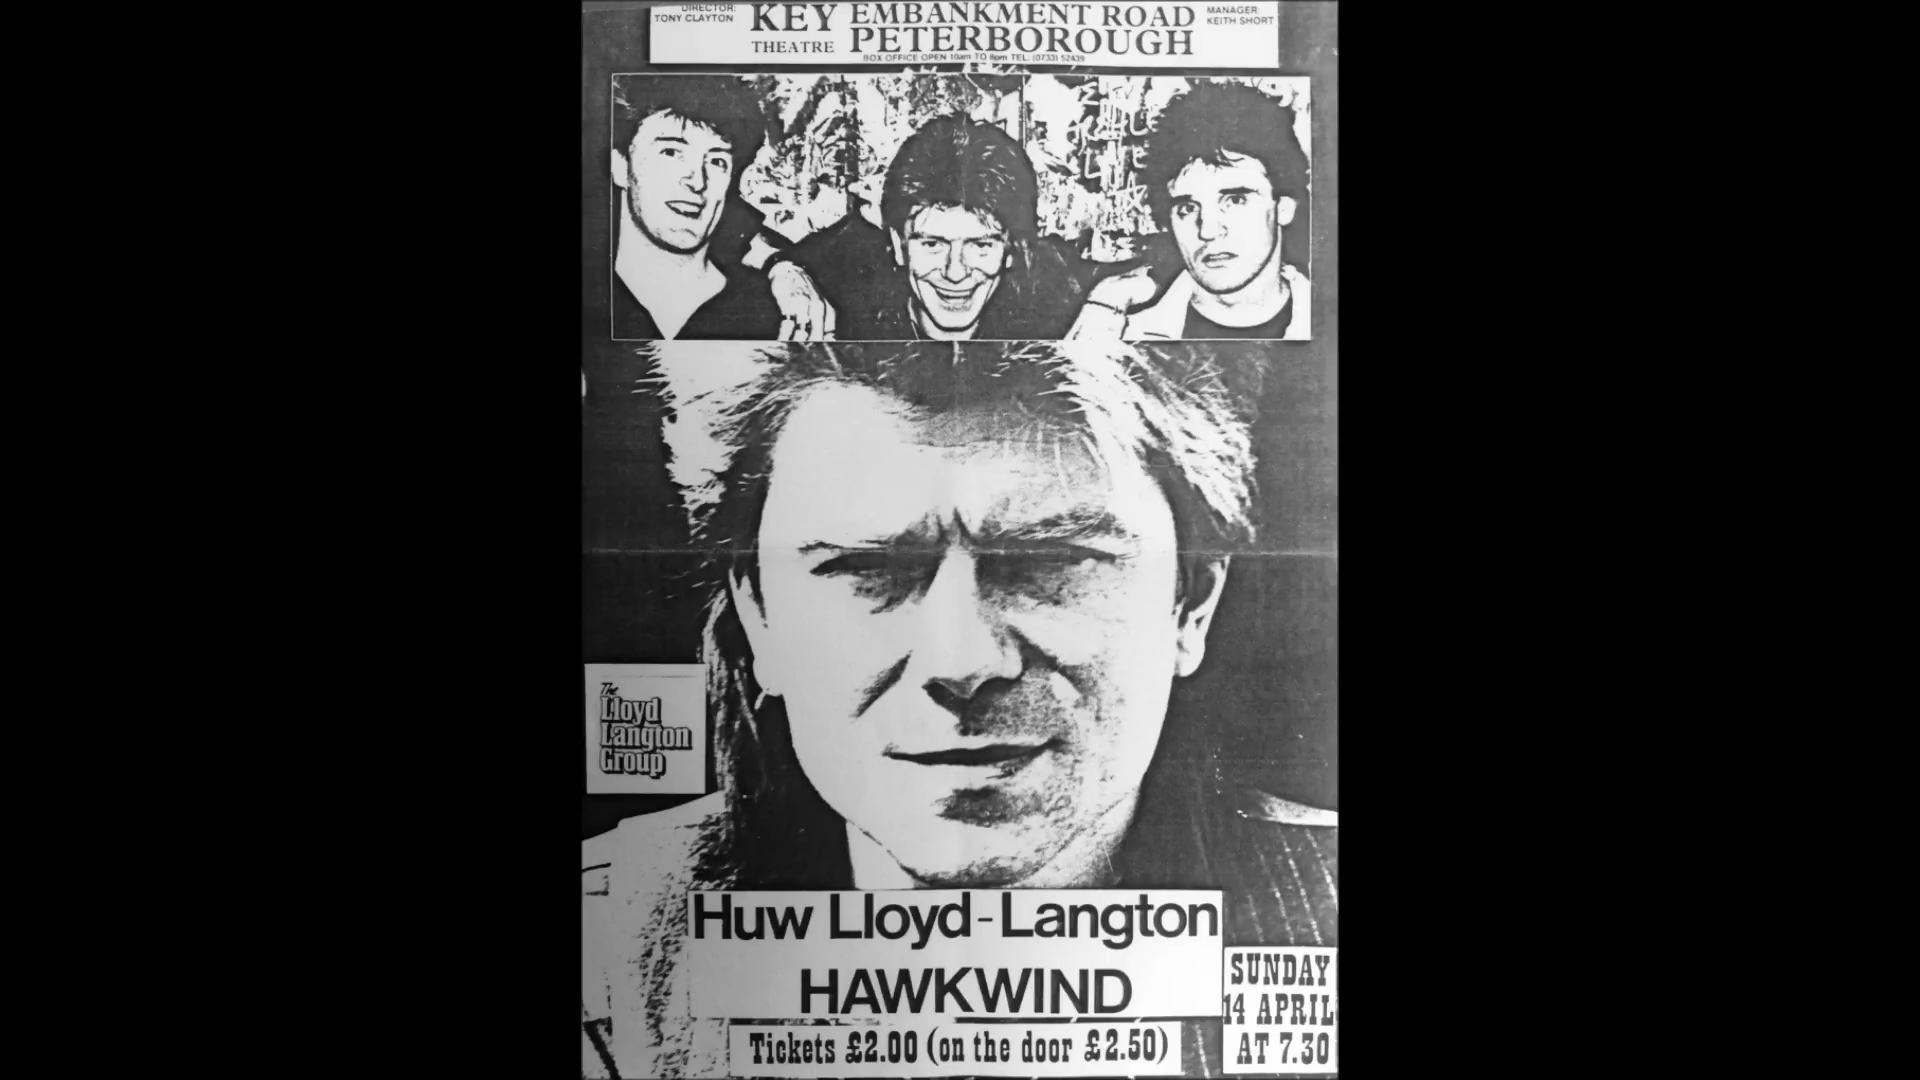 DIRECTOR:
TONY CLAYTON
KEY
THEATRE
EMBANKMENT ROAD
PETERBOROUGH
MANAGER:
KEITH SHORT
BOX OFFICE OPEN 10am TO 8pm TEL: (0733) 52439
The
Lloyd
Langton
Group
Huw Lloyd-Langton
HAWKWIND
Tickets £2.00 (on the door £2.50)
SUNDAY
14 APRIL
AT 7.30